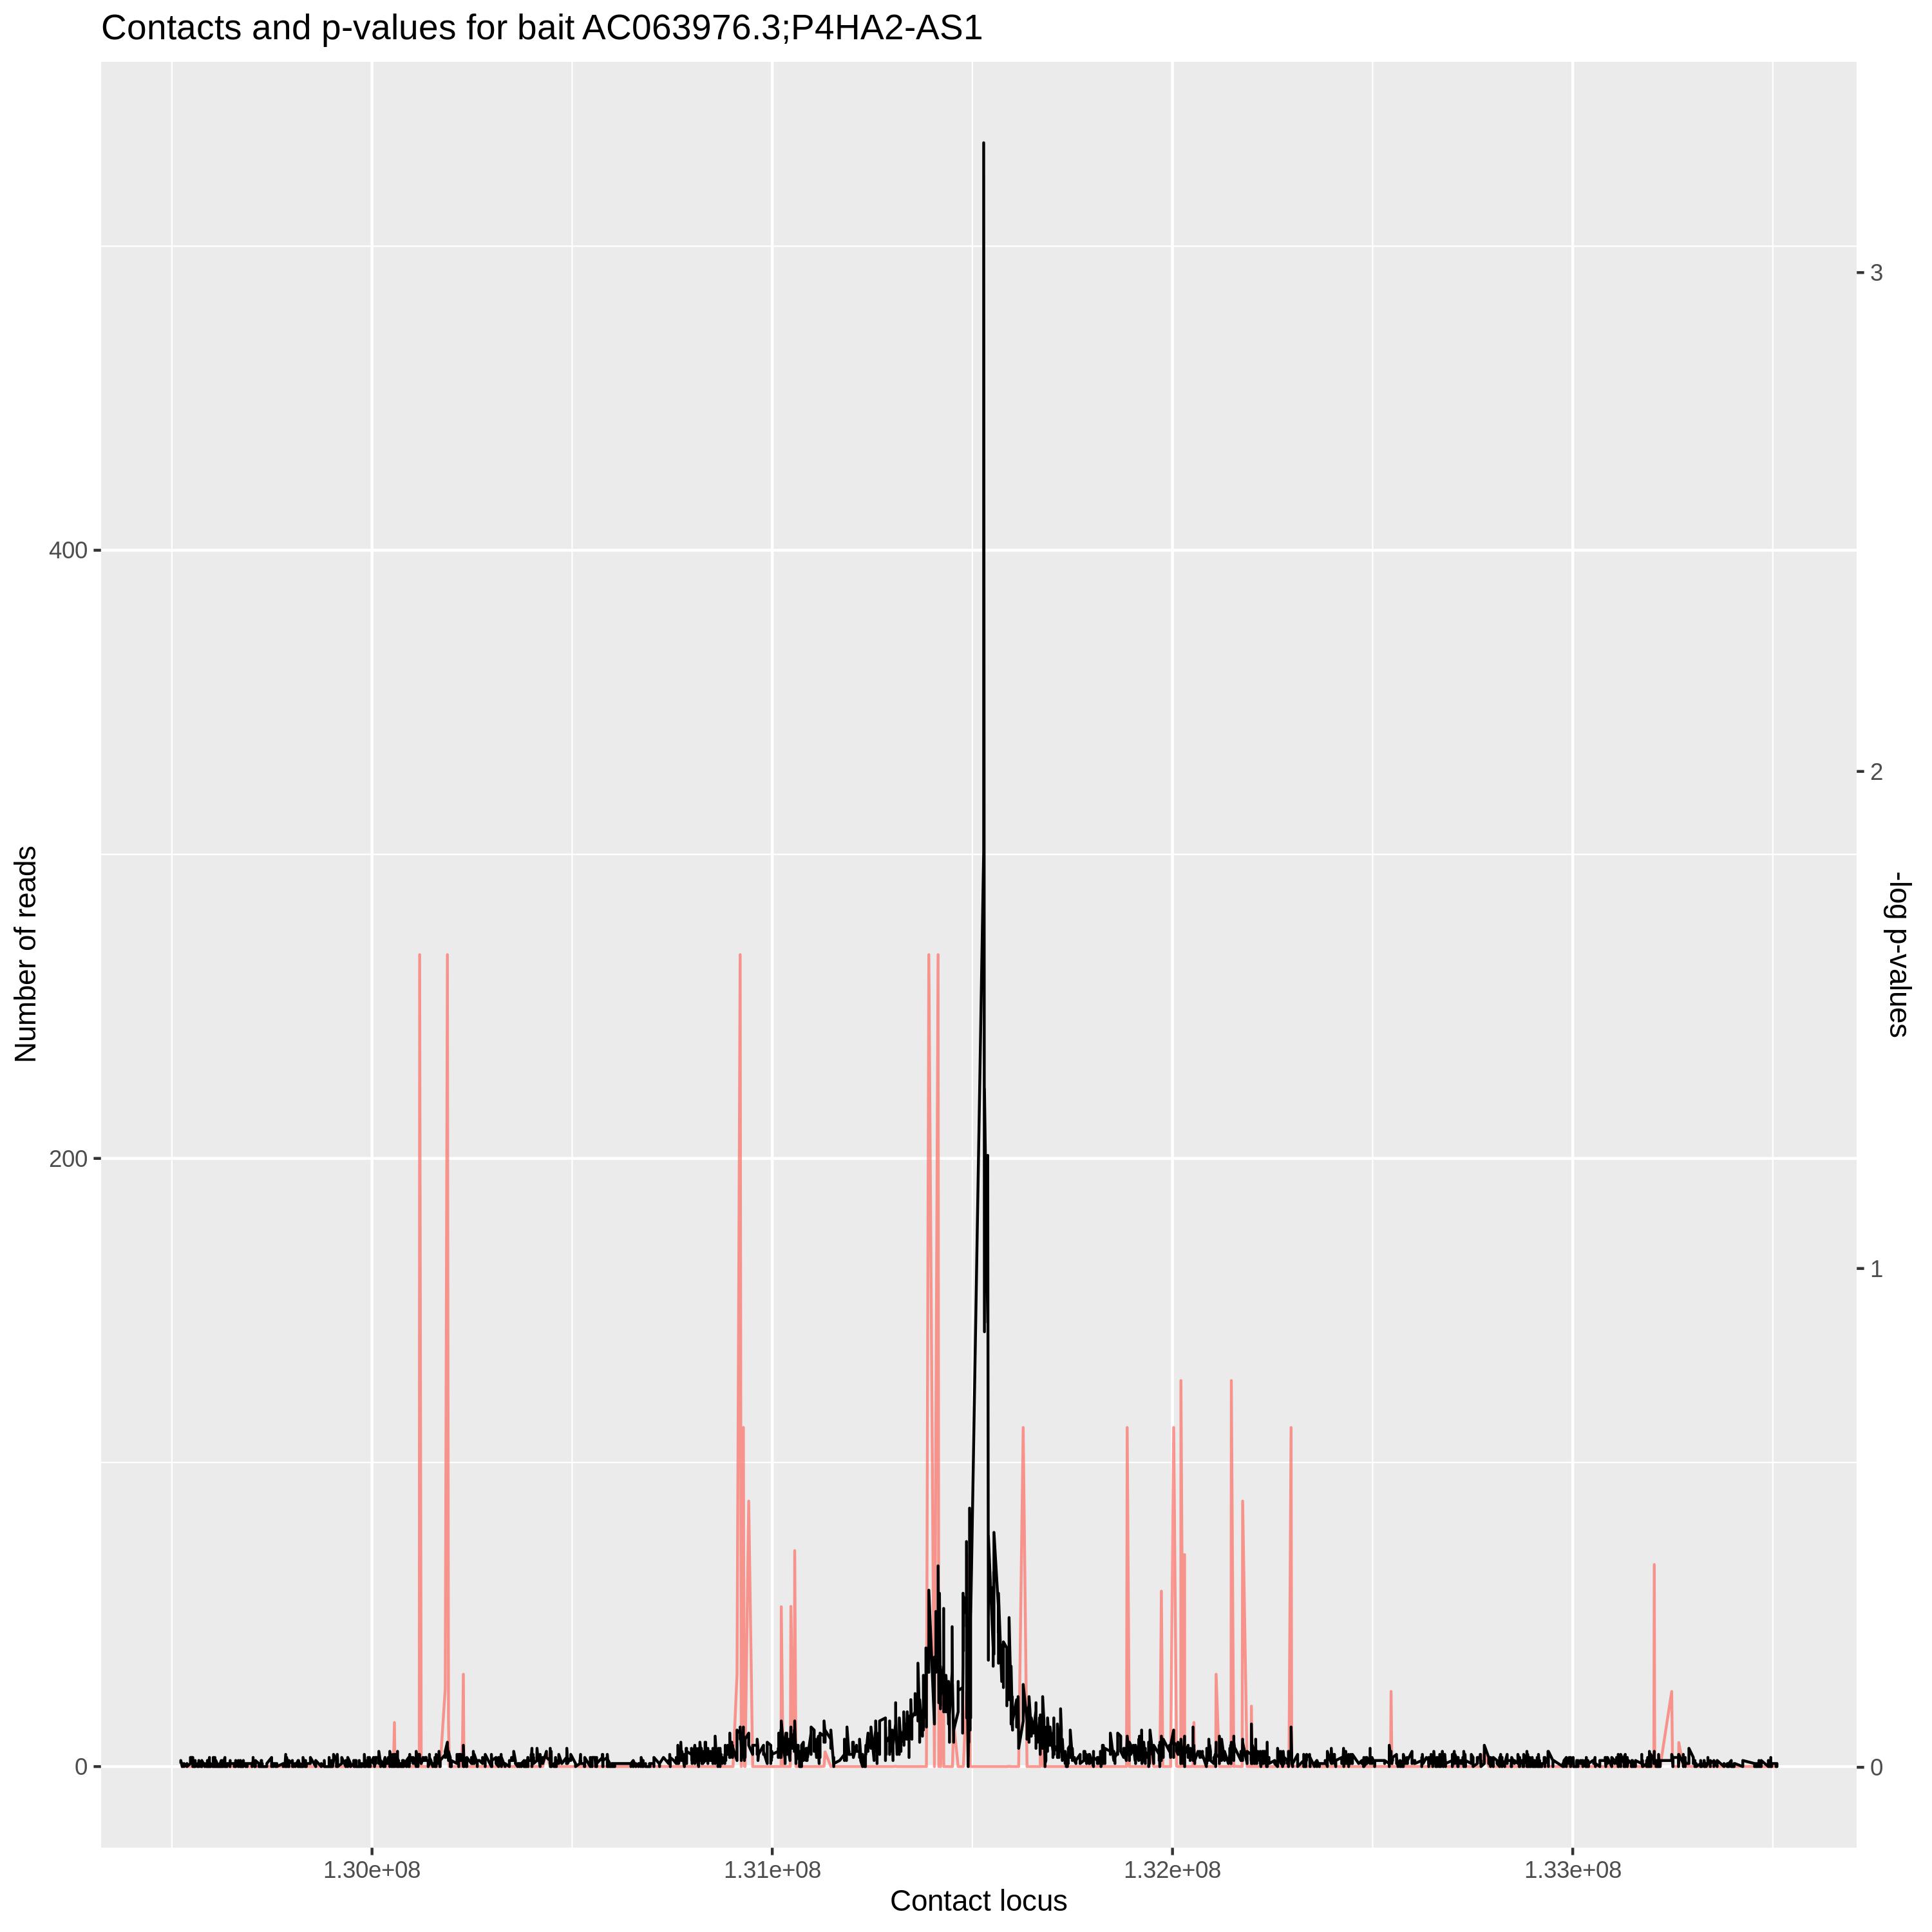 Contacts and p-values for bait AC063976.3;P4HA2-AS1
Number of reads
400
200
0
3
2
1
0
-log p-values
1.30e+08 1.31e+08 1.32e+08 1.33e+08
Contact locus